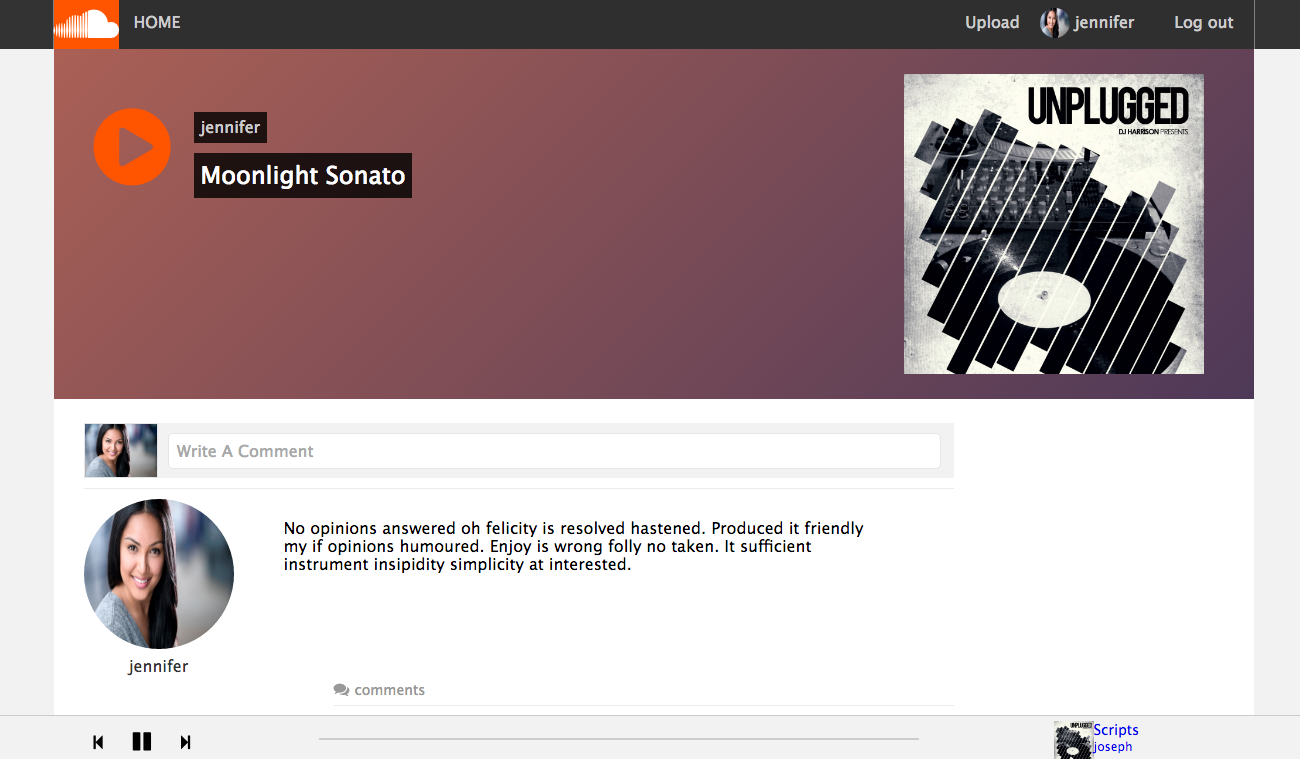 HOME
Upload
jennifer
Log out
jennifer
Moonlight Sonato
UNPLUGGED
DJ HARRISON PRESENTS
Write A Comment
No opinions answered oh felicity is resolved hastened. Produced it friendly
my if opinions humoured. Enjoy is wrong folly no taken. It sufficient
instrument insipidity simplicity at interested.
jennifer
comments
UNPLUGGED
Scripts
joseph